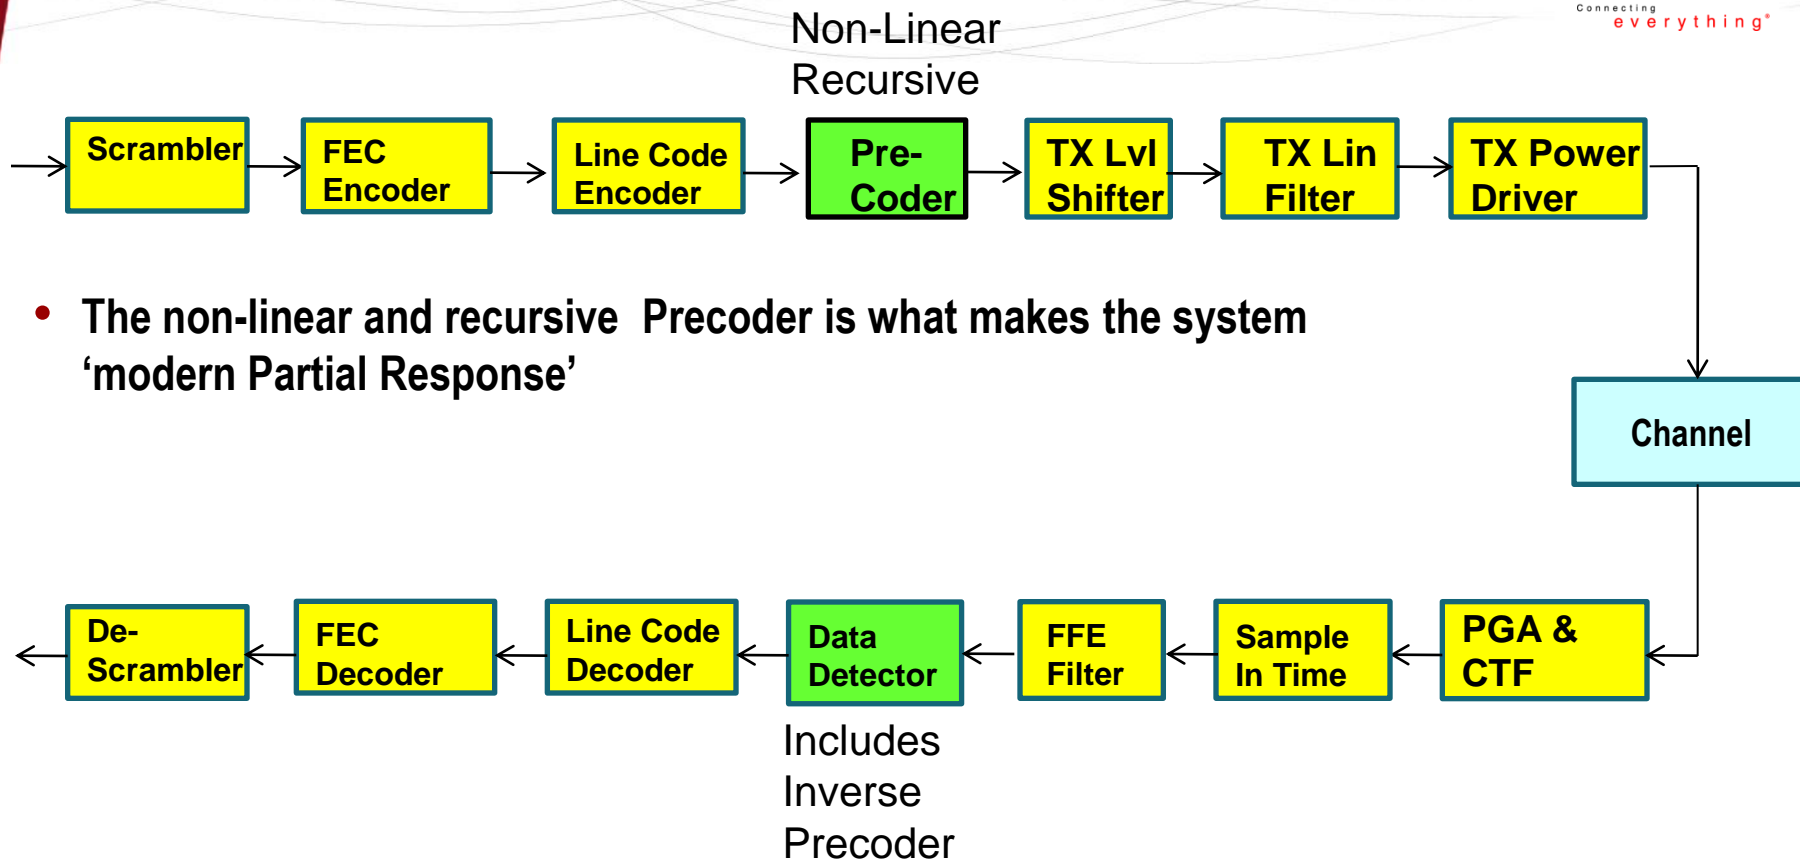 Connecting
everything®
Non-Linear
Recursive
Scrambler
FEC
Encoder
Line Code
Encoder
Pre-
Coder
TX Lvl
Shifter
TX Lin
Filter
TX Power
Driver
• The non-linear and recursive Precoder is what makes the system
‘modern Partial Response’
Channel
De-
Scrambler
FEC
Decoder
Line Code
Decoder
Data
Detector
FFE
Filter
Sample
In Time
PGA &
CTF
Includes
Inverse
Precoder